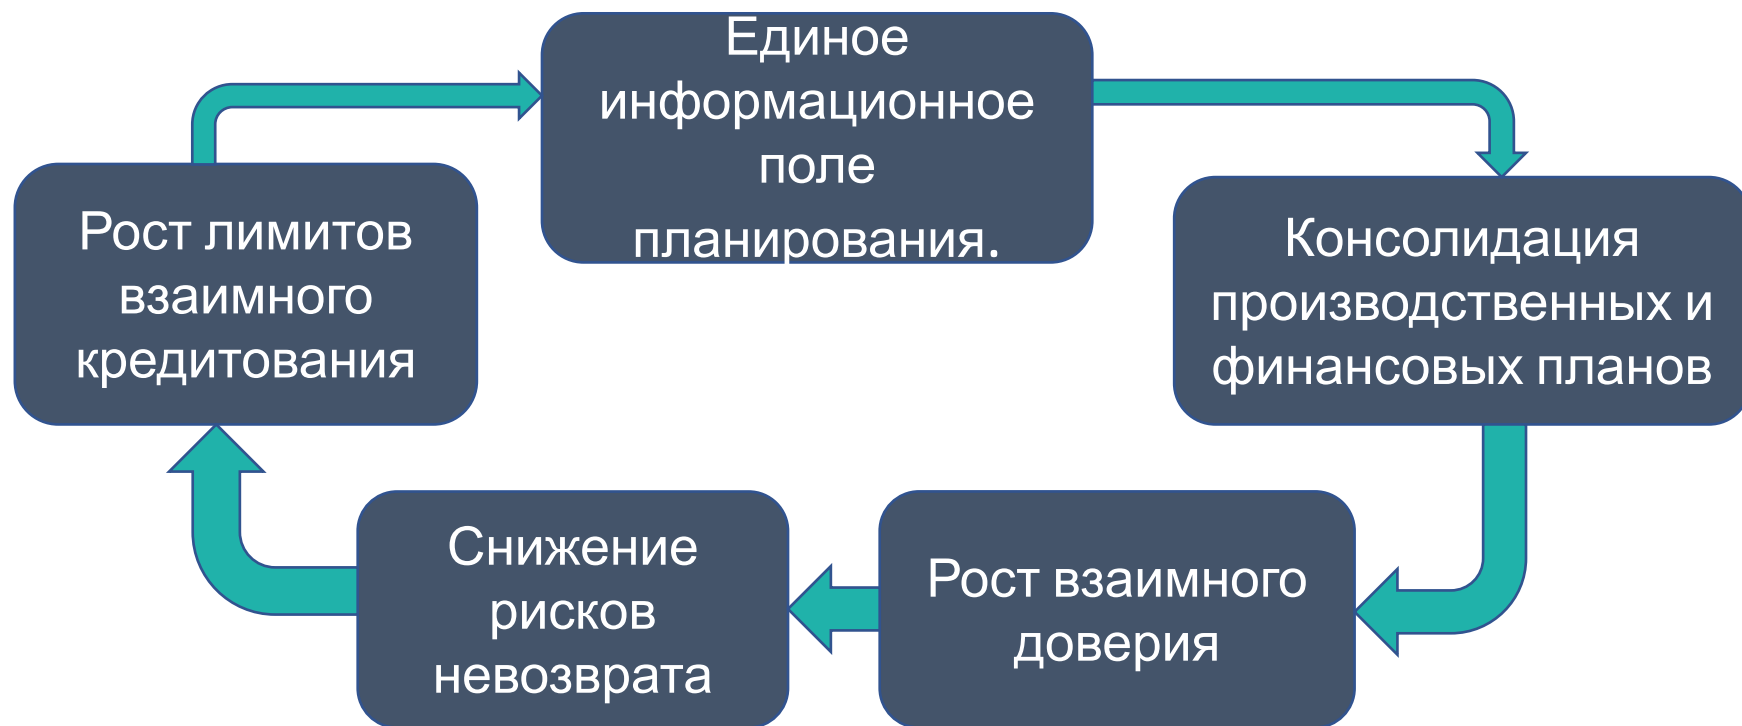 Единое
информационное
поле
планирования.
Рост лимитов
взаимного
кредитования
Консолидация
производственных и
финансовых планов
Снижение
рисков
невозврата
Рост взаимного
доверия